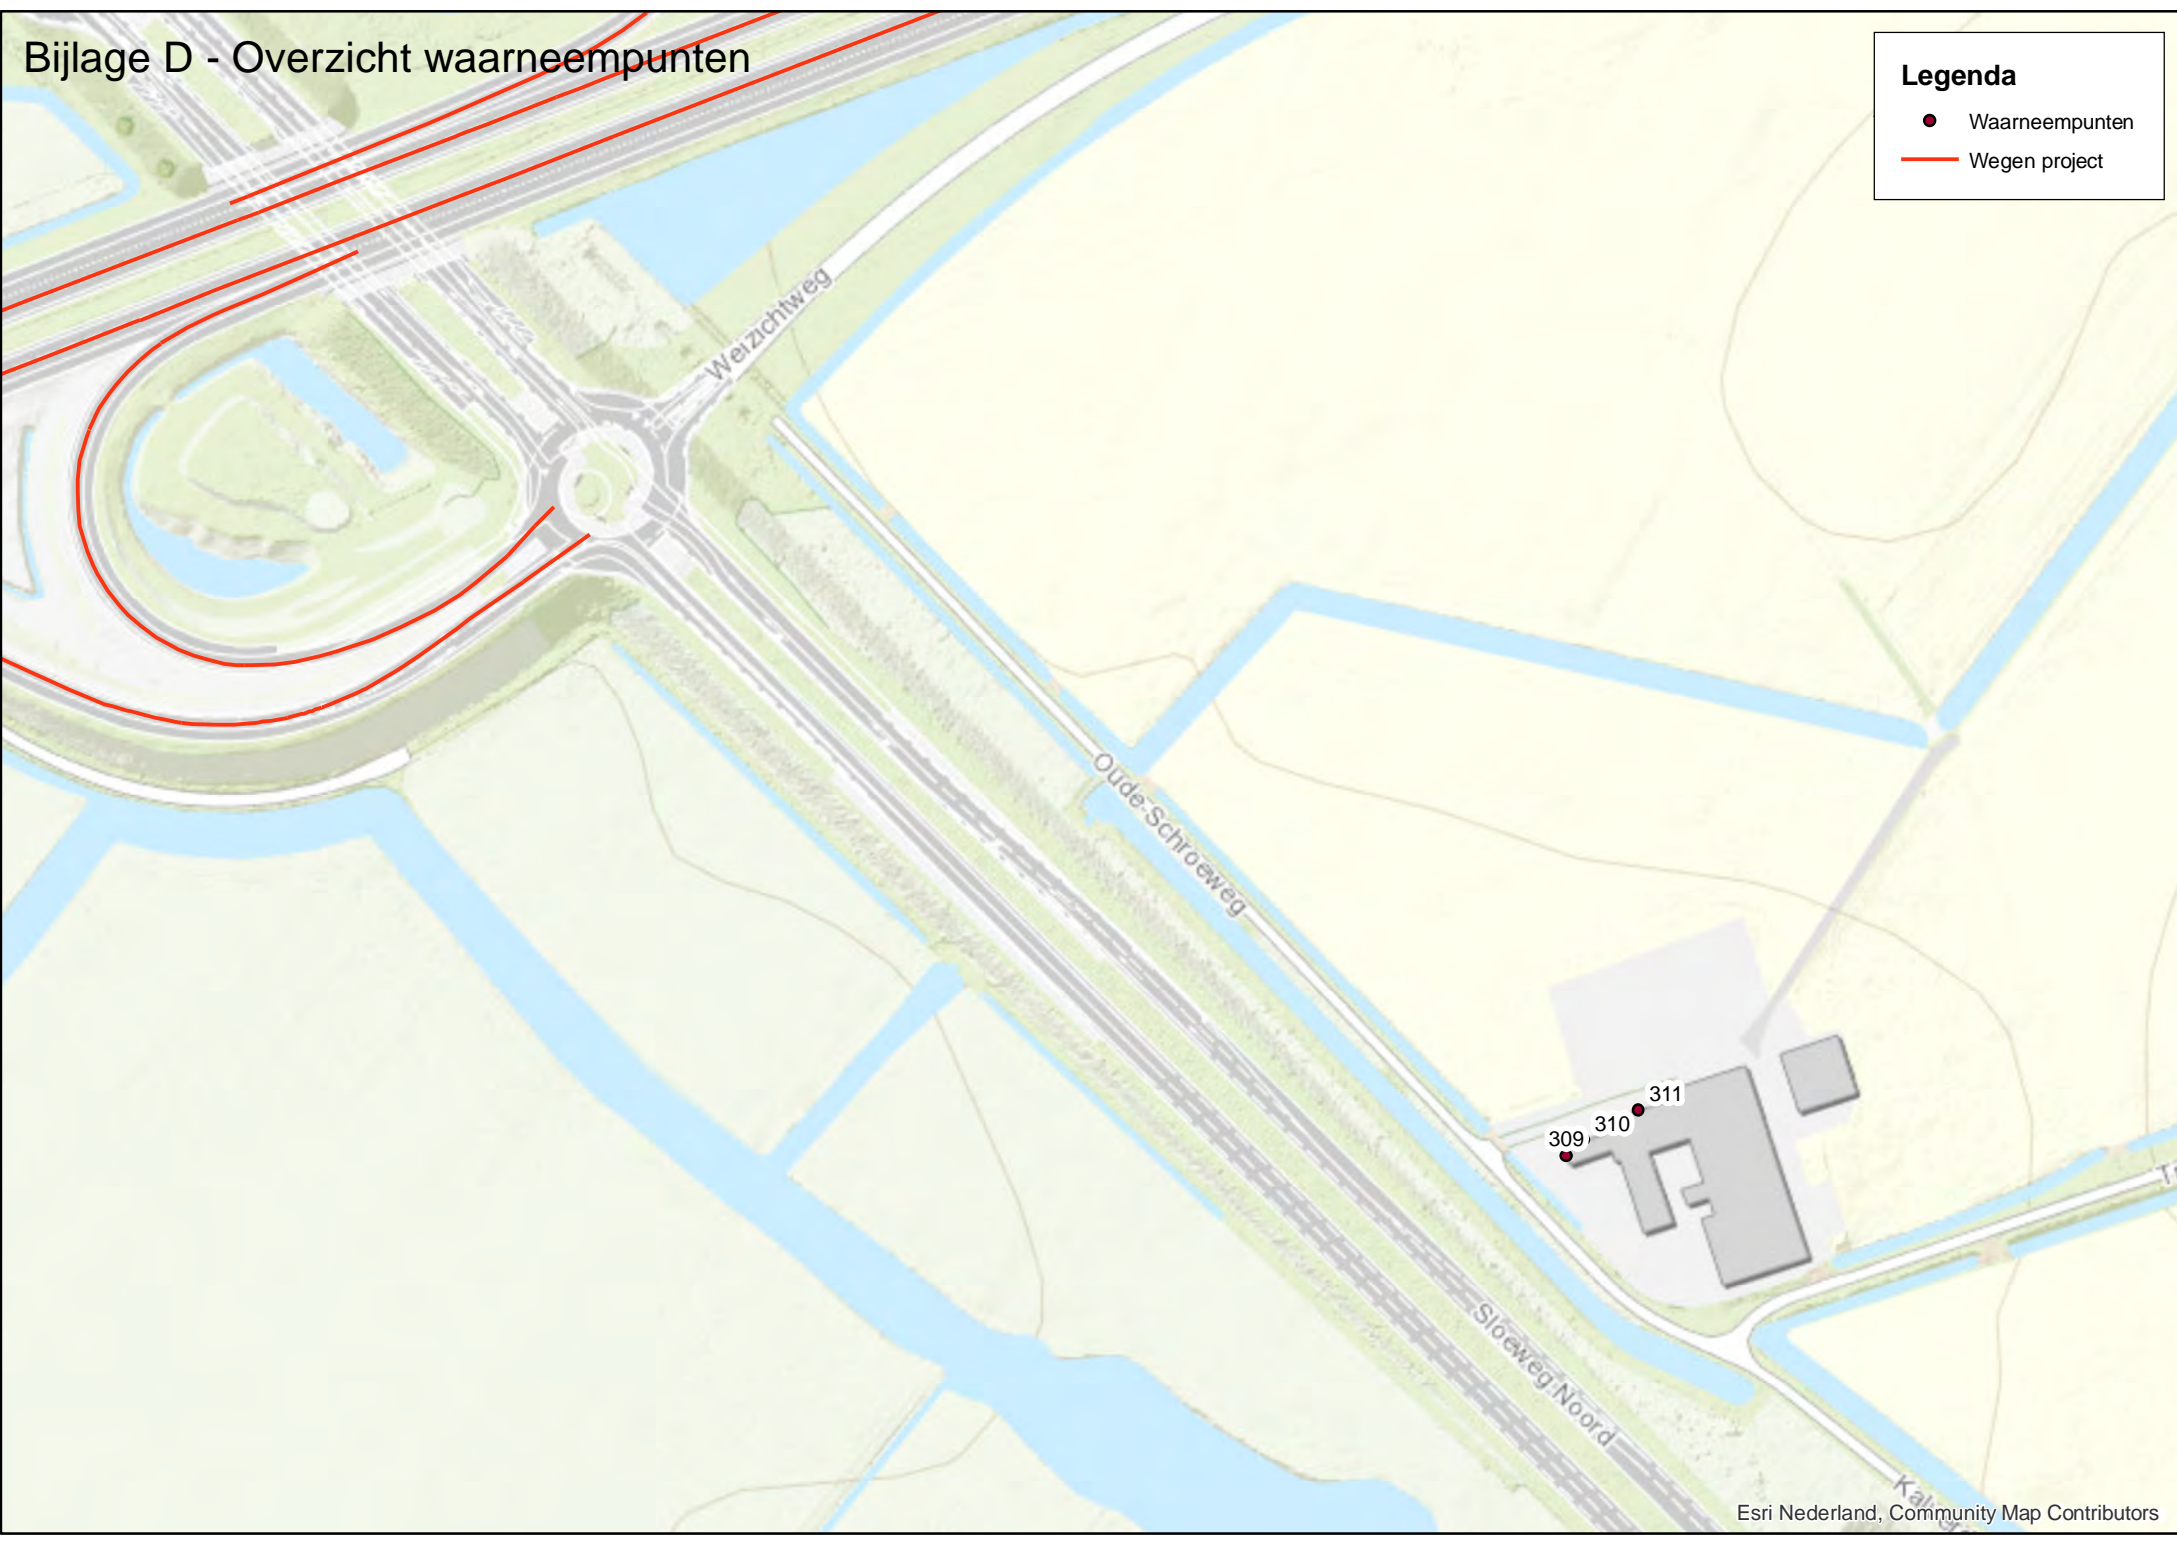 Bijlage D - Overzicht waarneempunten
Legenda
Waarneempunten
Wegen project
Weizichtweg
Oude-Schroeweg
311
310
309
Sloeweg Noord
Esri Nederland, Community Map Contributors